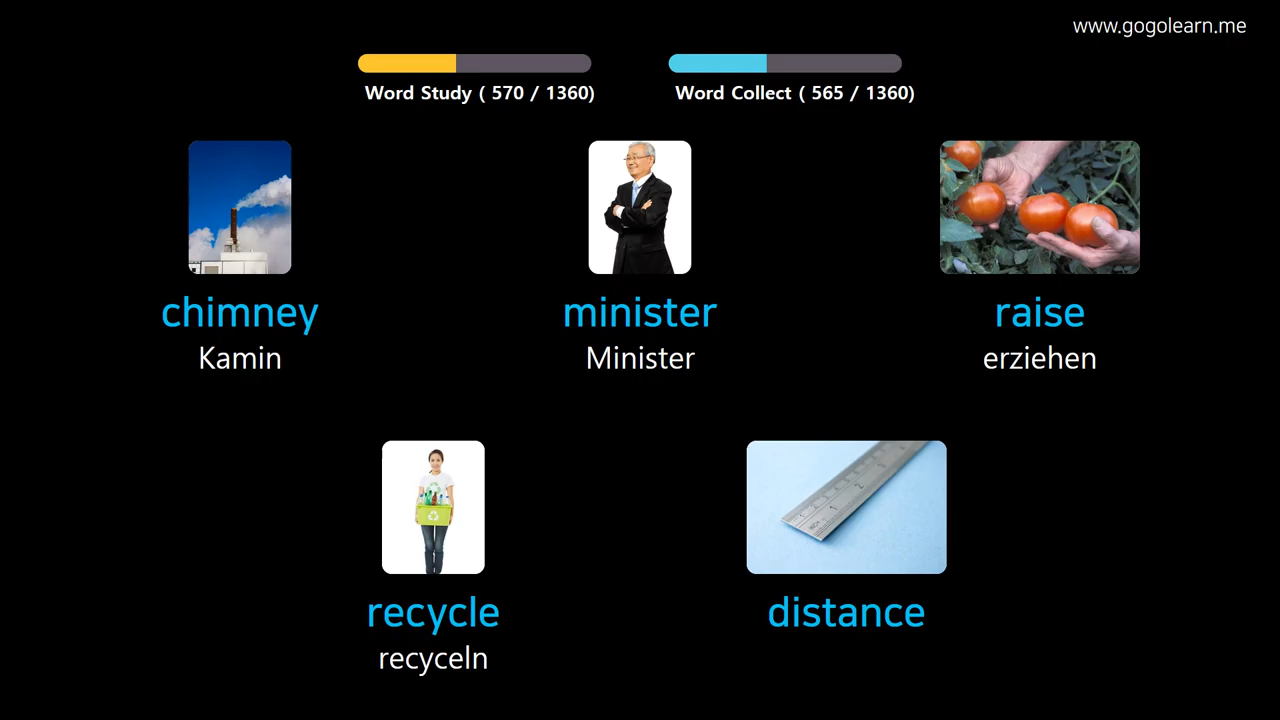 www.gogolearn.me
Word Study ( 570 / 1360)
Word Collect ( 565 / 1360)
chimney
Kamin
minister
Minister
raise
erziehen
recycle
recyceln
distance